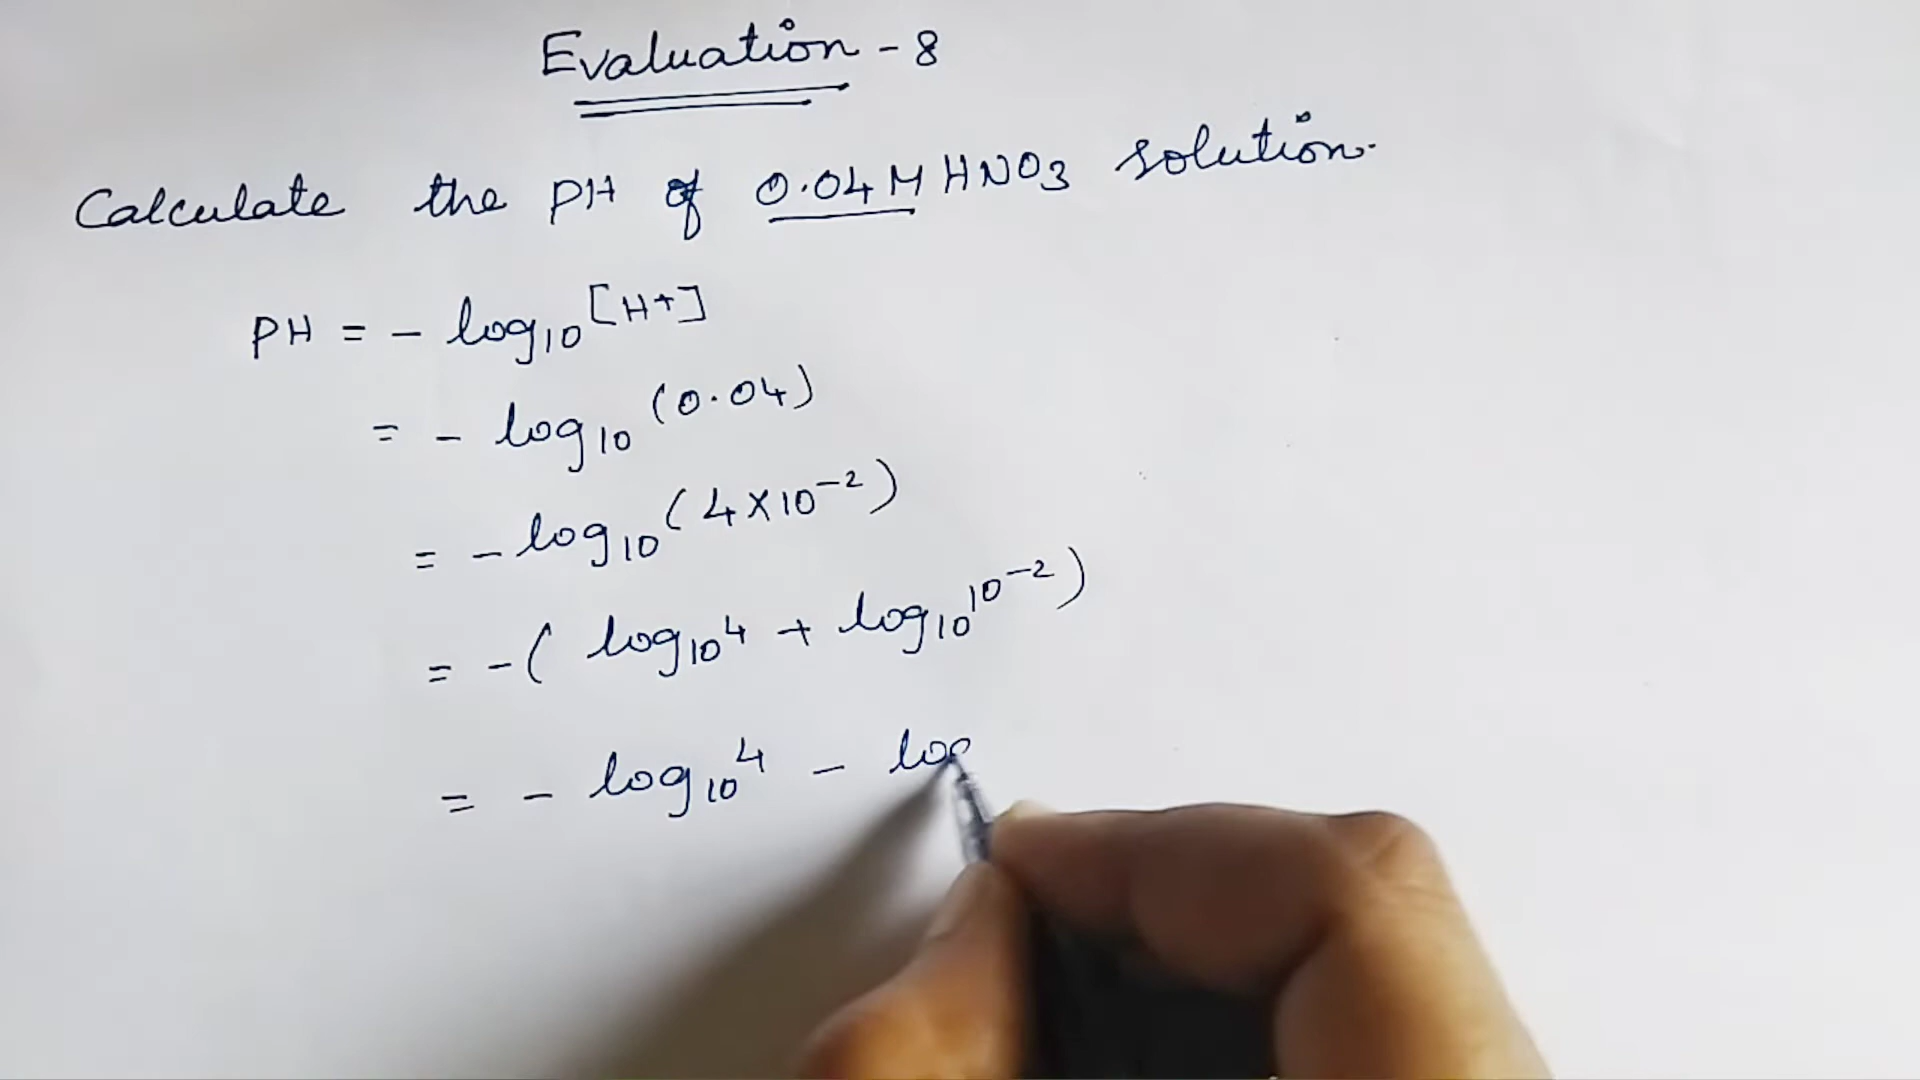 Evaluation - 8
Calculate the PH of 0.04 M HNO3 solution.
PH = - log10 [H+]
= - log10 (0.04)
= - log10 (4×10⁻²)
= - ( log10 4 + log10 10⁻²)
= - log10 4 - log